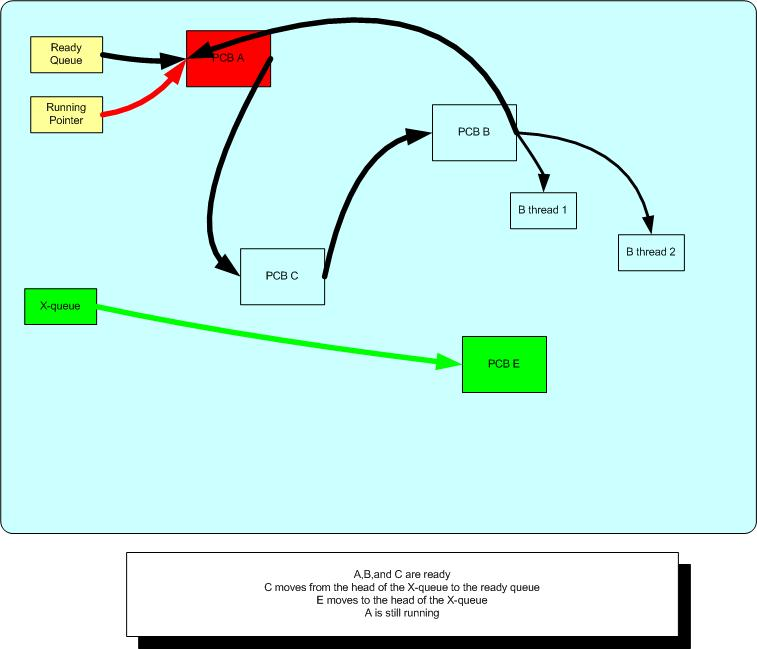 Ready
Queue
PCB A
Running
Pointer
PCB B
B thread 1
B thread 2
PCB C
X-queue
PCB E
A,B,and C are ready
C moves from the head of the X-queue to the ready queue
E moves to the head of the X-queue
A is still running